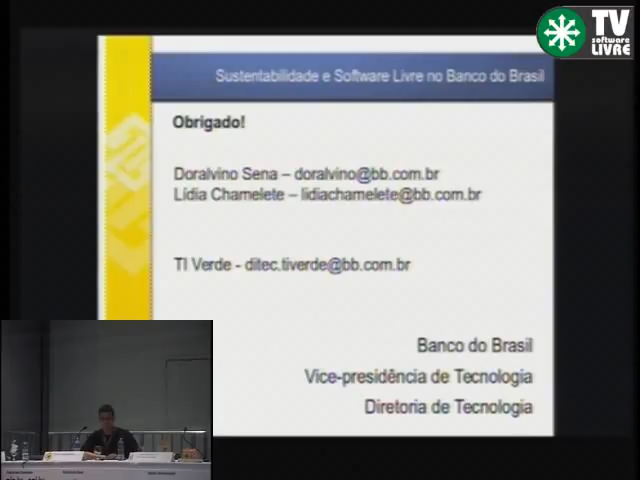 TV
software
LIVRE
Sustentabilidade e Software Livre no Banco do Brasil
Obrigado!
Doralvino Sena – doralvino@bb.com.br
Lídia Chamelete – lidiachamelete@bb.com.br
TI Verde - ditec.tiverde@bb.com.br
Banco do Brasil
Vice-presidência de Tecnologia
Diretoria de Tecnologia